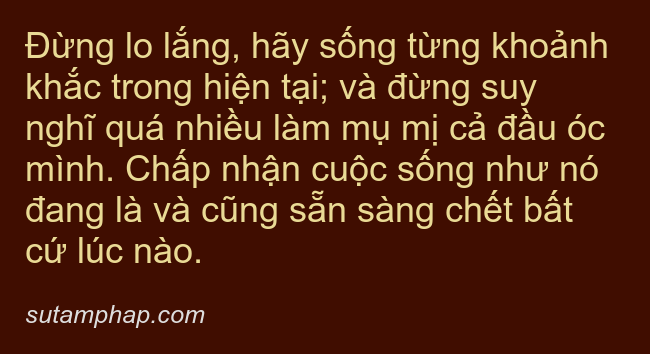 Đừng lo lắng, hãy sống từng khoảnh
khắc trong hiện tại; và đừng suy
nghĩ quá nhiều làm mụ mị cả đầu óc
mình. Chấp nhận cuộc sống như nó
đang là và cũng sẵn sàng chết bất
cứ lúc nào.
sutamphap.com